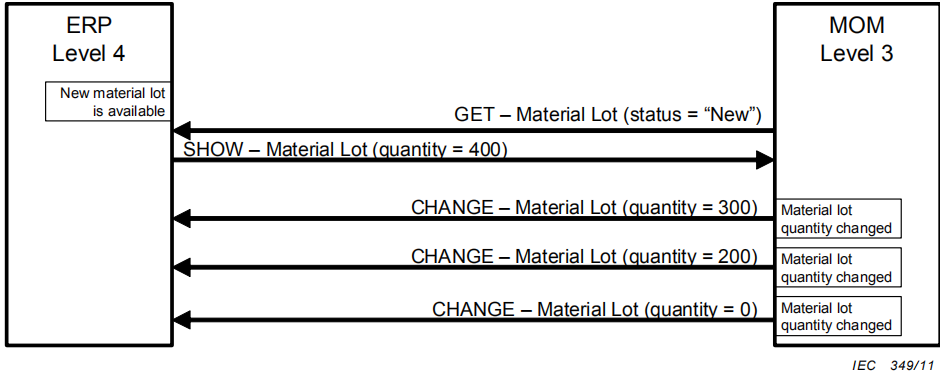 ERP
Level 4
MOM
Level 3
New material lot
is available
GET – Material Lot (status = “New”)
SHOW – Material Lot (quantity = 400)
CHANGE – Material Lot (quantity = 300)
Material lot
quantity changed
CHANGE – Material Lot (quantity = 200)
Material lot
quantity changed
CHANGE – Material Lot (quantity = 0)
Material lot
quantity changed
IEC 349/11